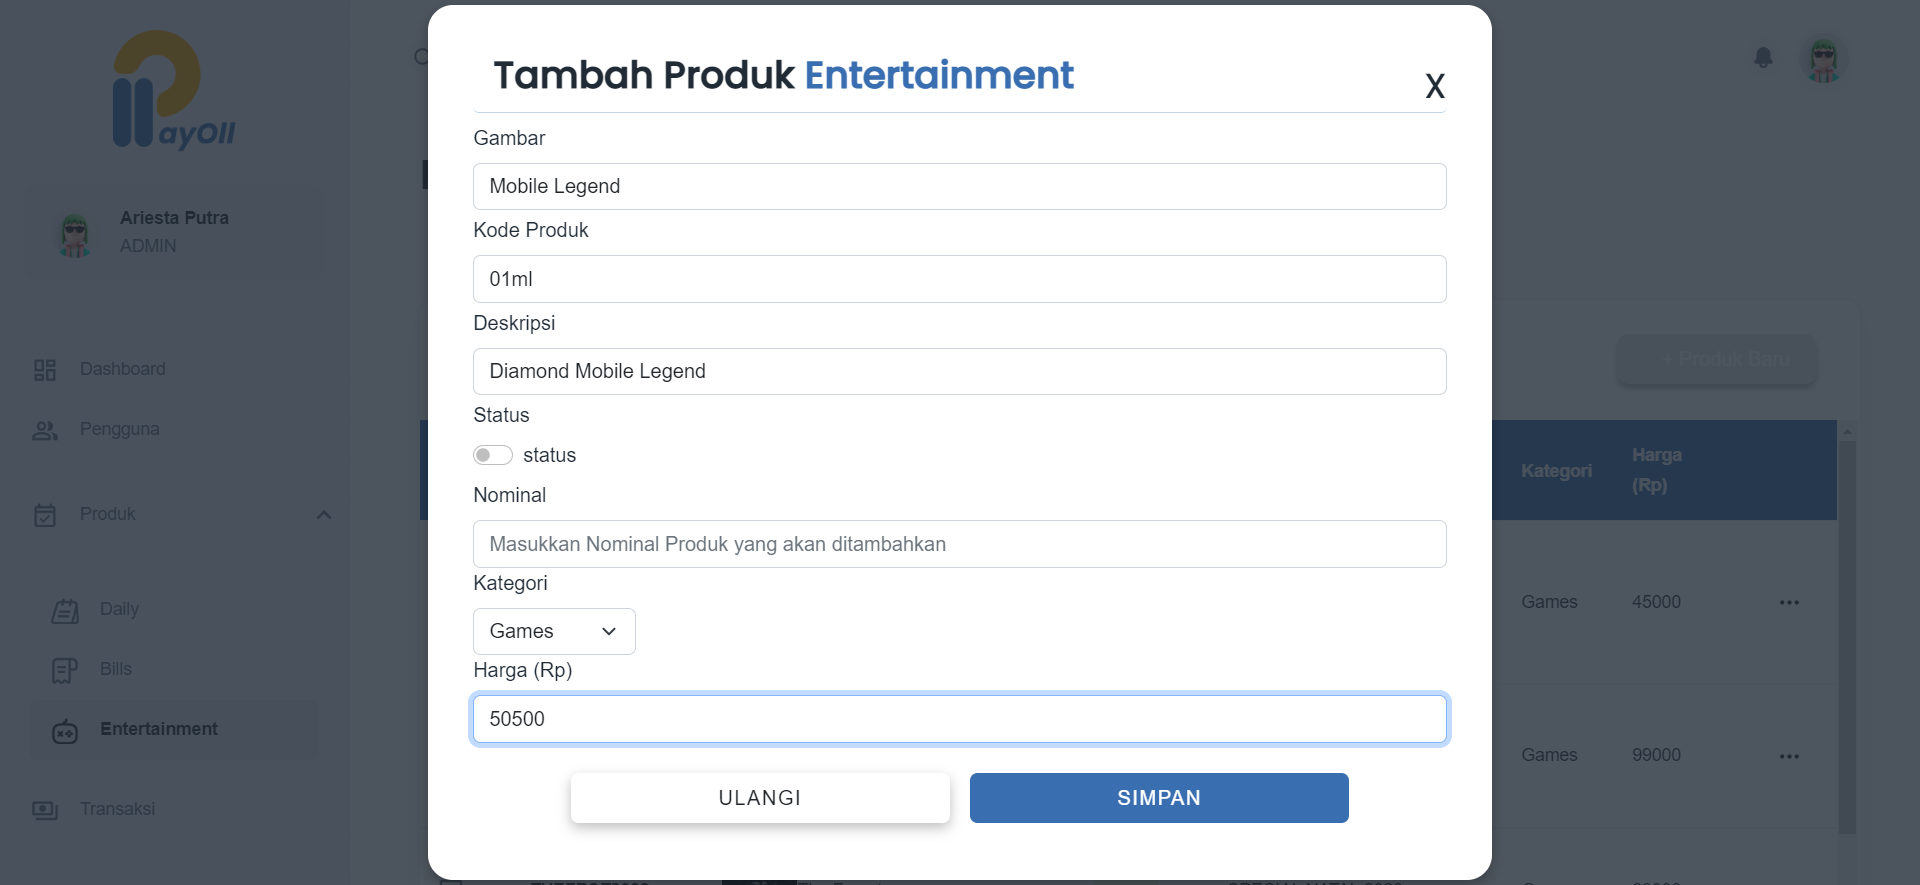 ayOll
Ariesta Putra
ADMIN
Dashboard
Pengguna
Produk
Daily
Bills
Entertainment
Transaksi
Tambah Produk Entertainment
X
Gambar
Mobile Legend
Kode Produk
01ml
Deskripsi
Diamond Mobile Legend
Status
status
Nominal
Masukkan Nominal Produk yang akan ditambahkan
Kategori
Games
Harga (Rp)
50500
ULANGI
SIMPAN
+ Produk Baru
Kategori
Harga
(Rp)
Games
45000
Games
99000